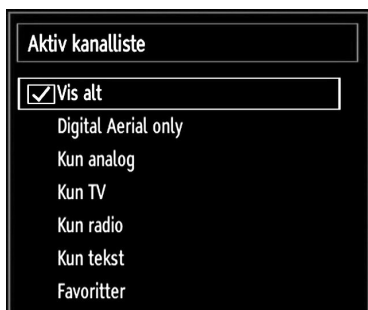 Aktiv kanalliste
Vis alt
Digital Aerial only
Kun analog
Kun TV
Kun radio
Kun tekst
Favoritter